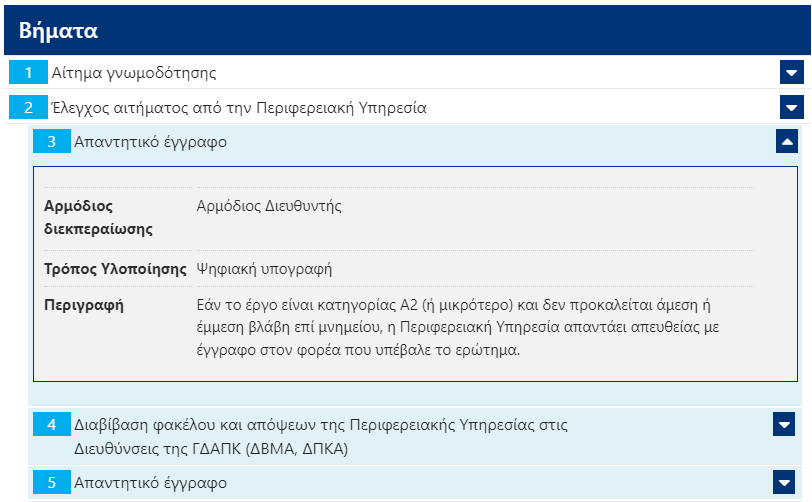 Βήματα
1 Αίτημα γνωμοδότησης
2 Έλεγχος αιτήματος από την Περιφερειακή Υπηρεσία
3 Απαντητικό έγγραφο
Αρμόδιος Αρμόδιος Διευθυντής
διεκπεραίωσης
Τρόπος Υλοποίησης Ψηφιακή υπογραφή
Περιγραφή Εάν το έργο είναι κατηγορίας Α2 (ή μικρότερο) και δεν προκαλείται άμεση ή
έμμεση βλάβη επί μνημείου, η Περιφερειακή Υπηρεσία απαντάει απευθείας με
έγγραφο στον φορέα που υπέβαλε το ερώτημα.
4 Διαβίβαση φακέλου και απόψεων της Περιφερειακής Υπηρεσίας στις
Διευθύνσεις της ΓΔΑΠΚ (ΔΒΜΑ, ΔΠΚΑ)
5 Απαντητικό έγγραφο